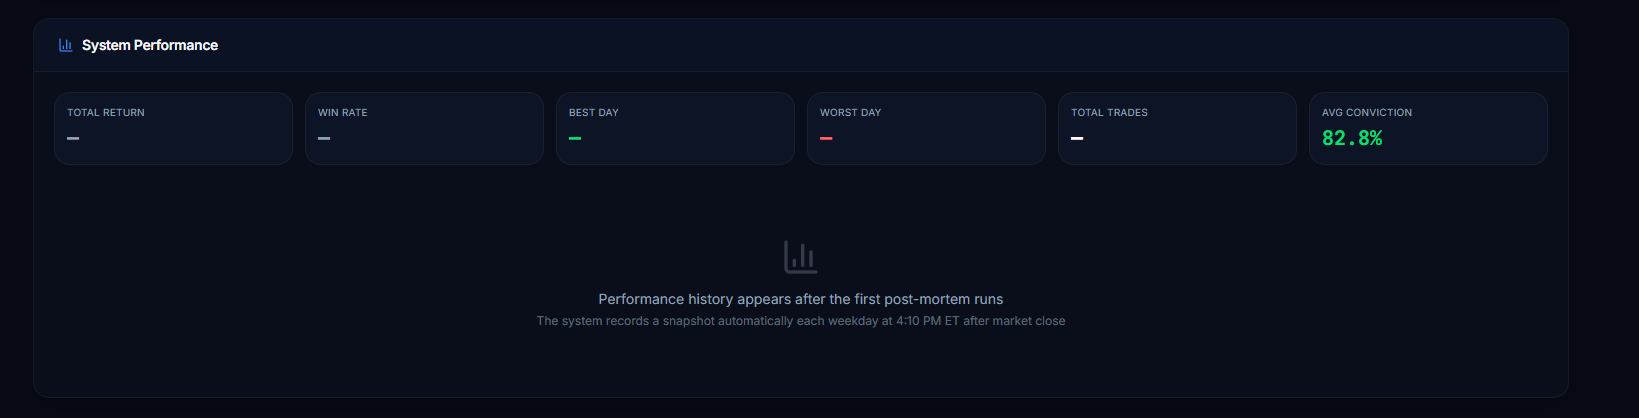 System Performance
TOTAL RETURN
–
WIN RATE
–
BEST DAY
–
WORST DAY
–
TOTAL TRADES
–
AVG CONVICTION
82.8%
Performance history appears after the first post-mortem runs
The system records a snapshot automatically each weekday at 4:10 PM ET after market close